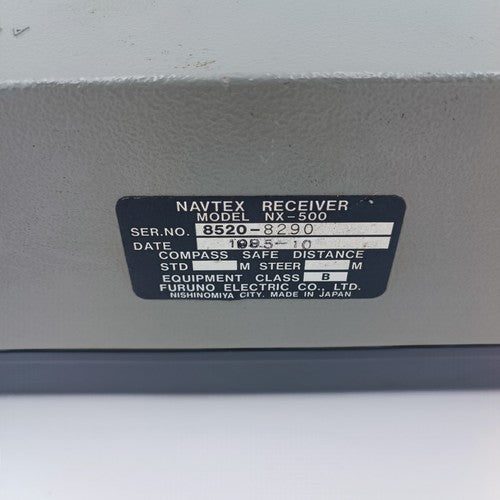 NAVTEX RECEIVER
MODEL NX-500
SER.NO. 8520-8290
DATE 1995-10
COMPASS SAFE DISTANCE
STD M STEER M
EQUIPMENT CLASS B
FURUNO ELECTRIC CO., LTD.
NISHINOMIYA CITY. MADE IN JAPAN